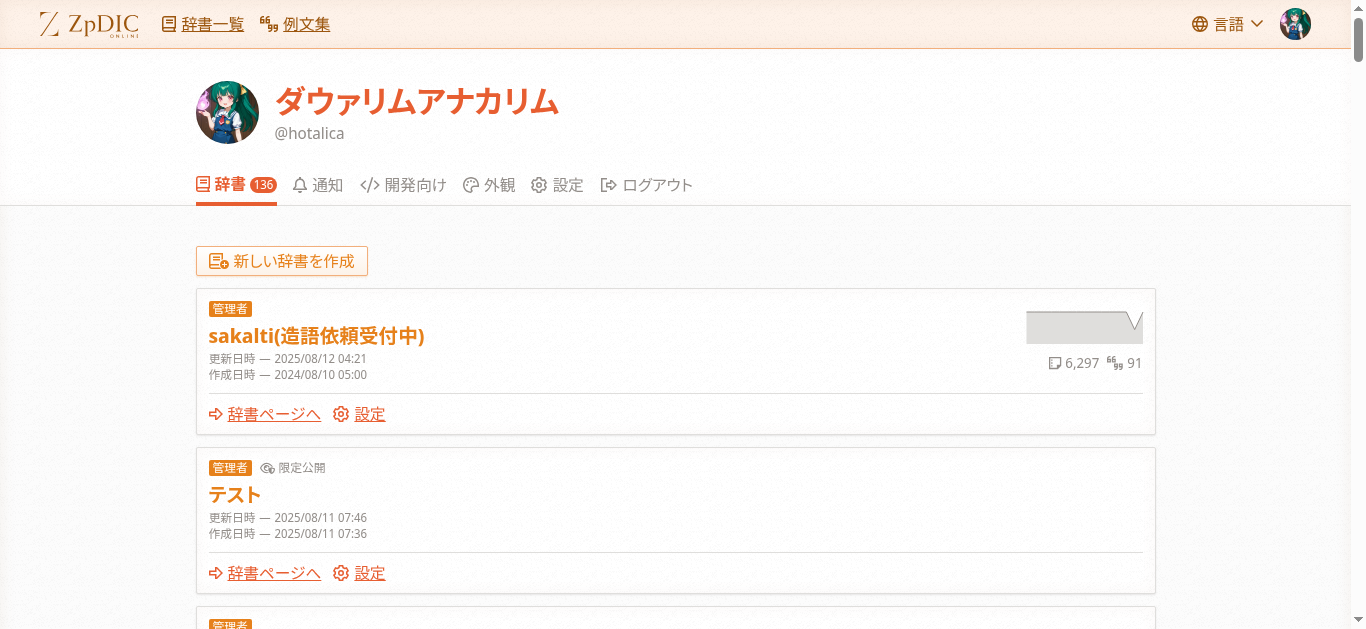 ZpDIC ONLINE 辞書一覧 例文集 言語
ダウァリムアナカリム
@hotalica
辞書 136 通知 開発向け 外観 設定 ログアウト
新しい辞書を作成
管理者
sakalti(造語依頼受付中)
更新日時 — 2025/08/12 04:21
作成日時 — 2024/08/10 05:00
6,297 91
辞書ページへ 設定
管理者 限定公開
テスト
更新日時 — 2025/08/11 07:46
作成日時 — 2025/08/11 07:36
辞書ページへ 設定
管理者